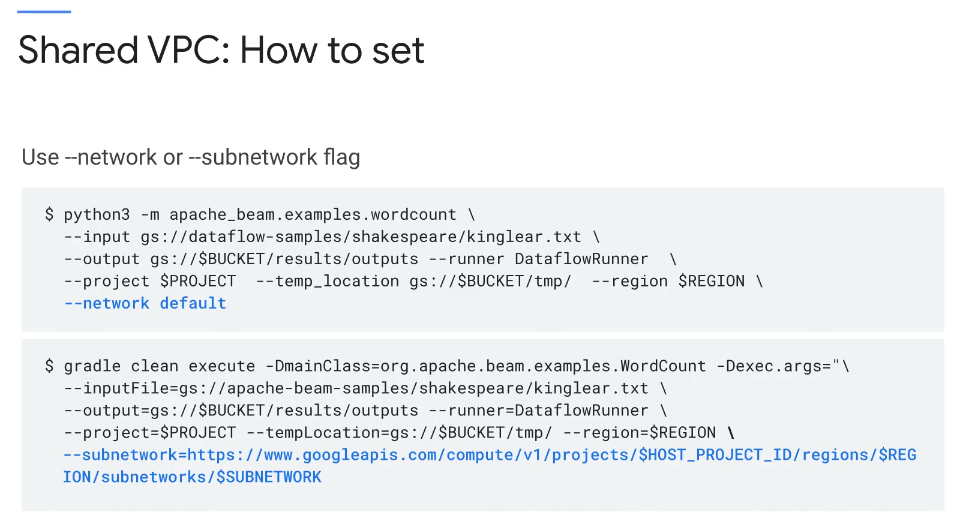 Shared VPC: How to set
Use --network or --subnetwork flag
$ python3 -m apache_beam.examples.wordcount \
--input gs://dataflow-samples/shakespeare/kinglear.txt \
--output gs://$BUCKET/results/outputs --runner DataflowRunner  \
--project $PROJECT  --temp_location gs://$BUCKET/tmp/  --region $REGION \
--network default
$ gradle clean execute -DmainClass=org.apache.beam.examples.WordCount -Dexec.args="\
--inputFile=gs://apache-beam-samples/shakespeare/kinglear.txt \
--output=gs://$BUCKET/results/outputs --runner=DataflowRunner \
--project=$PROJECT --tempLocation=gs://$BUCKET/tmp/ --region=$REGION \
--subnetwork=https://www.googleapis.com/compute/v1/projects/$HOST_PROJECT_ID/regions/$REG
ION/subnetworks/$SUBNETWORK